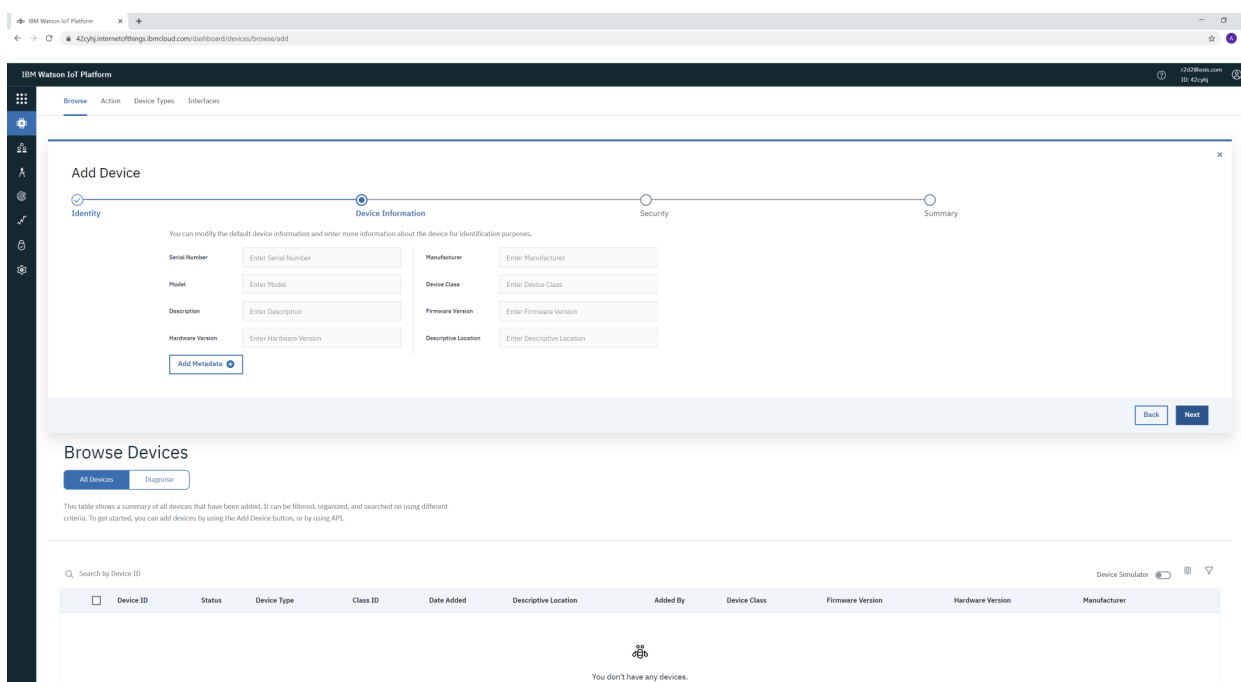 IBM Watson IoT Platform
42cyhj.internetofthings.ibmcloud.com/dashboard/devices/browse/add
A
IBM Watson IoT Platform
r2d2@axis.com
ID: 42cyhj
Browse Action Device Types Interfaces
Add Device
Identity Device Information Security Summary
You can modify the default device information and enter more information about the device for identification purposes.
Serial Number Enter Serial Number Manufacturer Enter Manufacturer
Model Enter Model Device Class Enter Device Class
Description Enter Description Firmware Version Enter Firmware Version
Hardware Version Enter Hardware Version Descriptive Location Enter Descriptive Location
Add Metadata
Back Next
Browse Devices
All Devices Diagnose
This table shows a summary of all devices that have been added. It can be filtered, organized, and searched on using different
criteria. To get started, you can add devices by using the Add Device button, or by using API.
Search by Device ID Device Simulator
Device ID Status Device Type Class ID Date Added Descriptive Location Added By Device Class Firmware Version Hardware Version Manufacturer
You don't have any devices.